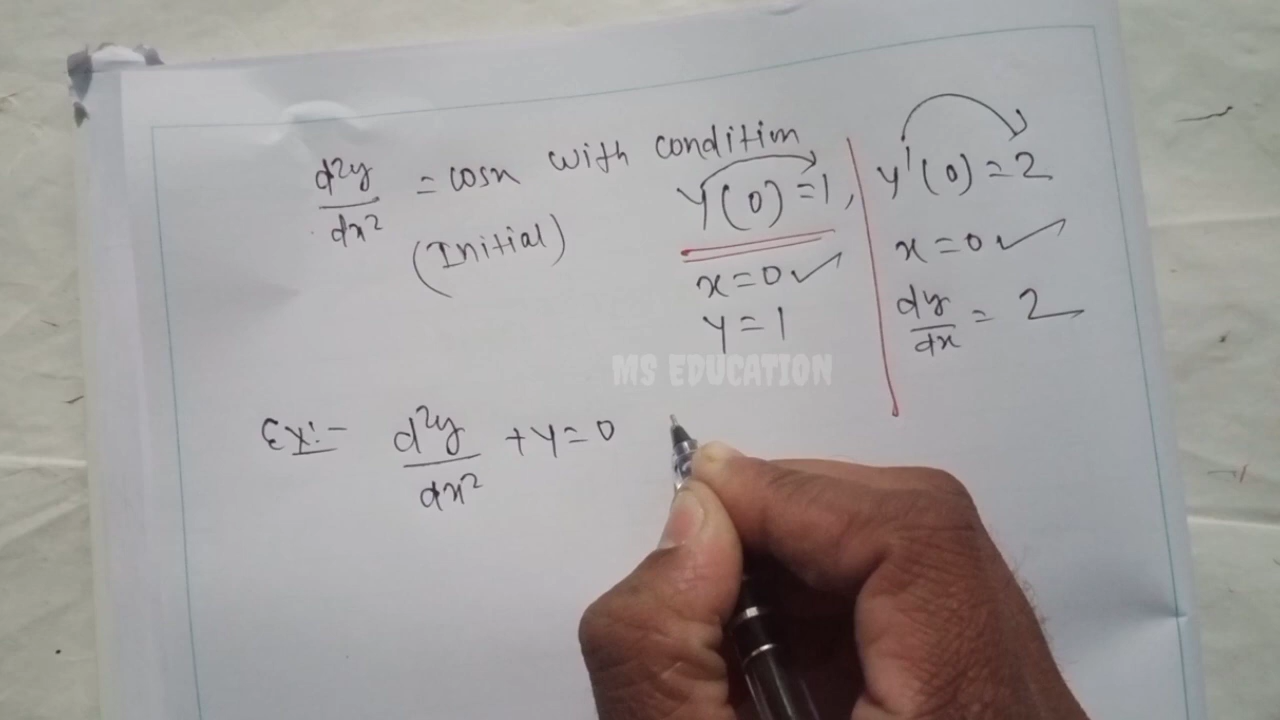 d²y/dx² = cosx with condition y(0)=1, y'(0)=2
(Initial)
x=0 ✓ x=0 ✓
y=1 dy/dx = 2
MS EDUCATION
Ex:- d²y/dx² +y=0